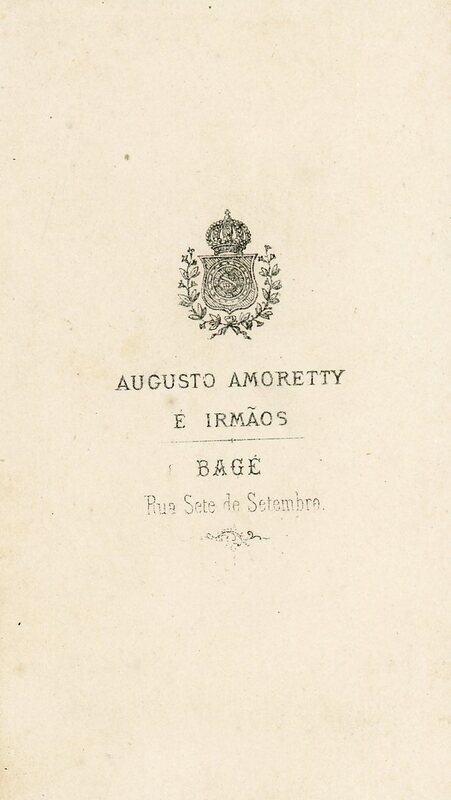 AUGUSTO AMORETTY
É IRMÃOS
BAGÉ
Rua Sete de Setembro.